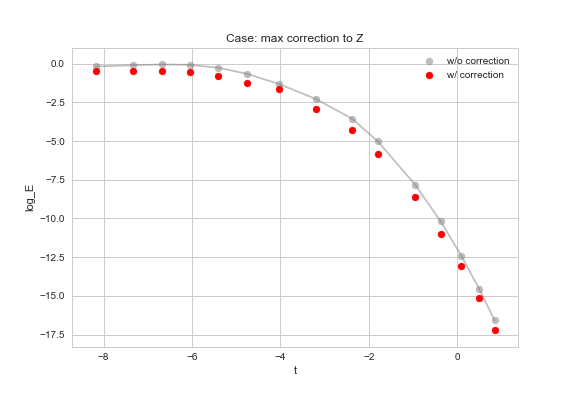 Case: max correction to Z
w/o correction
w/ correction
0.0
−2.5
−5.0
−7.5
−10.0
−12.5
−15.0
−17.5
log_E
−8
−6
−4
−2
0
t